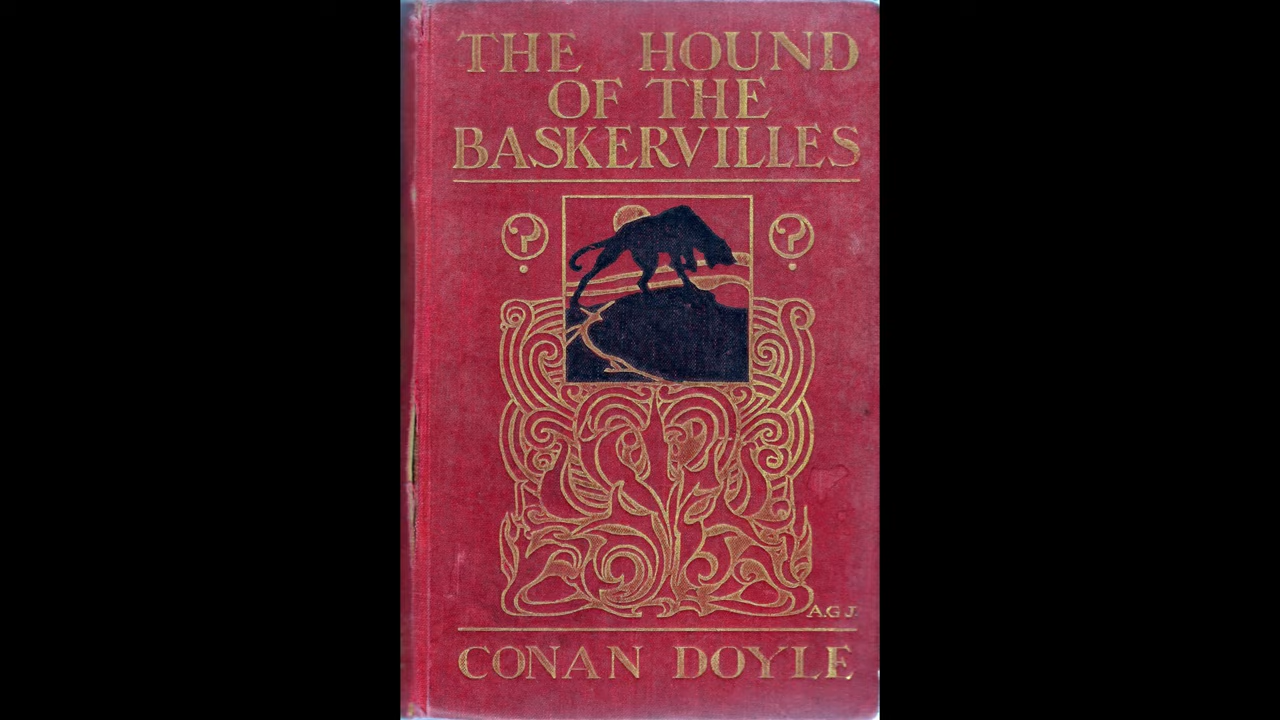 THE HOUND
OF THE
BASKERVILLES
? ?
A.G J.
CONAN DOYLE